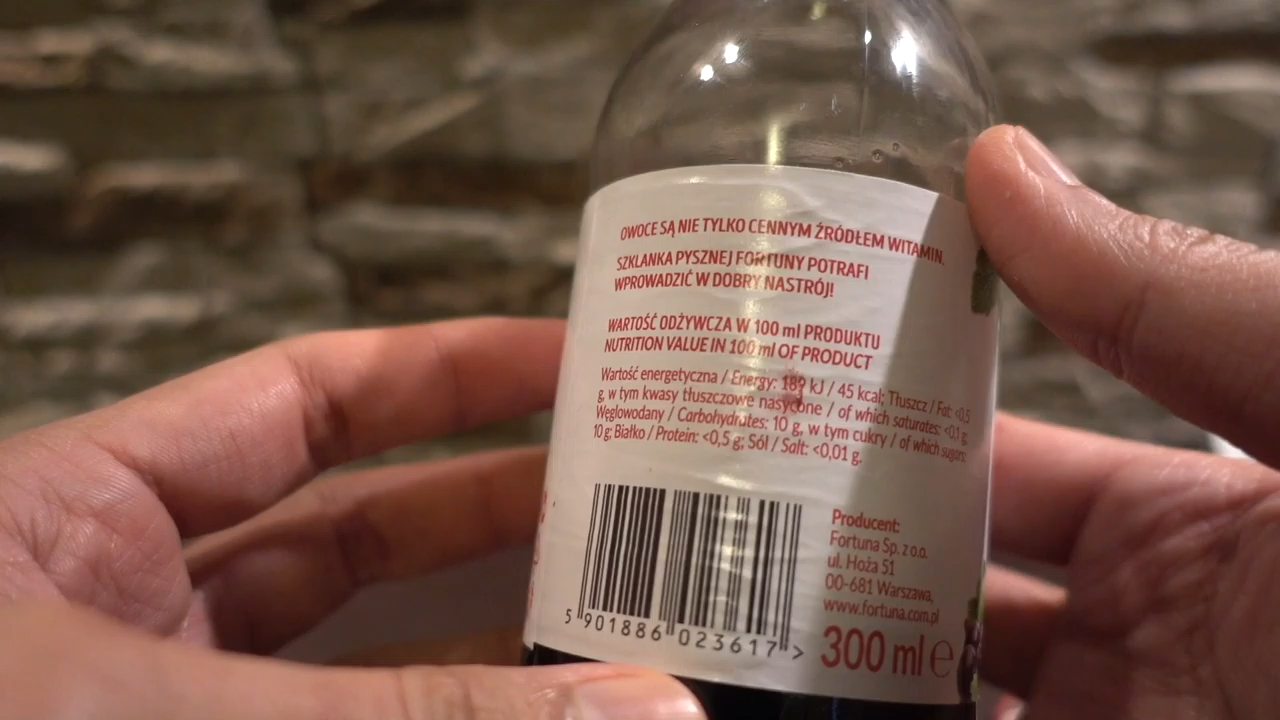 OWOCE SĄ NIE TYLKO CENNYM ŹRÓDŁEM WITAMIN.
SZKLANKA PYSZNEJ FORTUNY POTRAFI
WPROWADZIĆ W DOBRY NASTRÓJ!
WARTOŚĆ ODŻYWCZA W 100 ml PRODUKTU
NUTRITION VALUE IN 100 ml OF PRODUCT
Wartość energetyczna / Energy: 189 kJ / 45 kcal; Tłuszcz / Fat: <0,5
g, w tym kwasy tłuszczowe nasycone / of which saturates: <0,1 g;
Węglowodany / Carbohydrates: 10 g, w tym cukry / of which sugars:
10 g; Białko / Protein: <0,5 g; Sól / Salt: <0,01 g.
5 901886 023617 >
Producent:
Fortuna Sp. z o.o.
ul. Hoża 51
00-681 Warszawa,
www.fortuna.com.pl
300 ml e